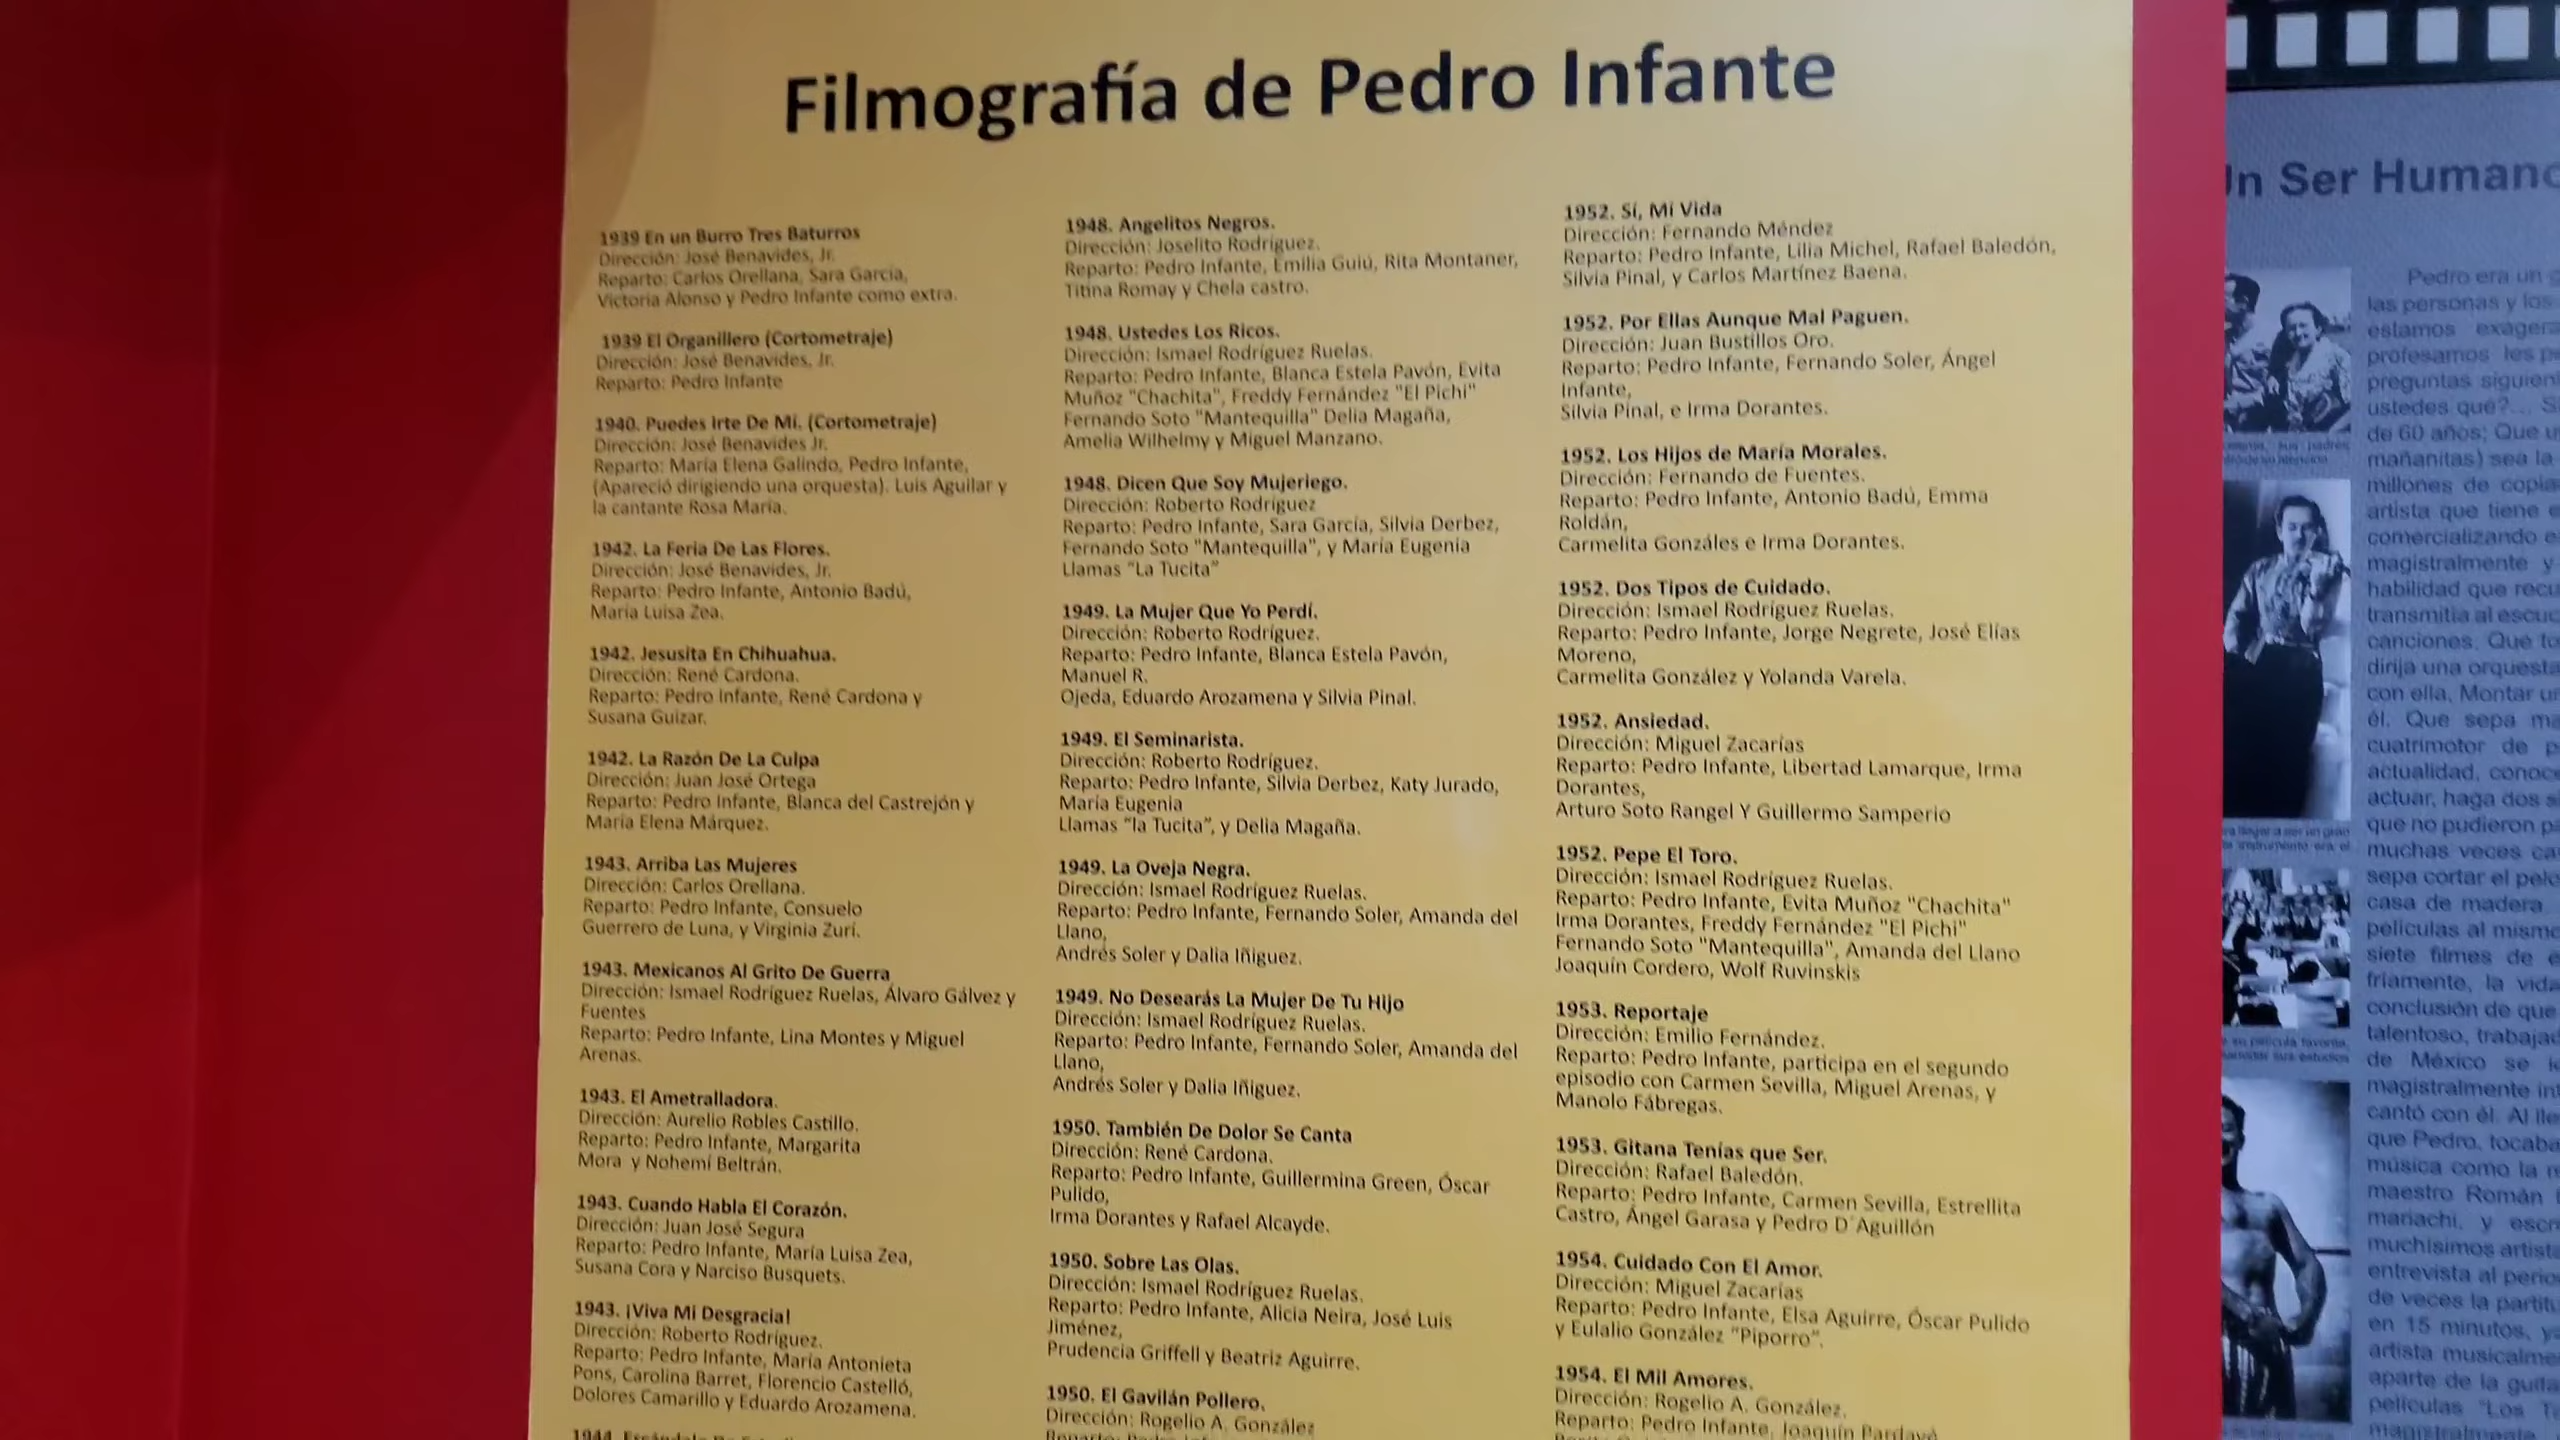 Filmografía de Pedro Infante
1939 En un Burro Tres Baturros
Dirección: José Benavides, Jr.
Reparto: Carlos Orellana, Sara García,
Victoria Alonso y Pedro Infante como extra.
1939 El Organillero (Cortometraje)
Dirección: José Benavides, Jr.
Reparto: Pedro Infante
1940. Puedes Irte De Mí. (Cortometraje)
Dirección: José Benavides Jr.
Reparto: María Elena Galindo, Pedro Infante,
(Apareció dirigiendo una orquesta). Luis Aguilar y
la cantante Rosa María.
1942. La Feria De Las Flores.
Dirección: José Benavides, Jr.
Reparto: Pedro Infante, Antonio Badú,
María Luisa Zea.
1942. Jesusita En Chihuahua.
Dirección: René Cardona.
Reparto: Pedro Infante, René Cardona y
Susana Guizar.
1942. La Razón De La Culpa
Dirección: Juan José Ortega
Reparto: Pedro Infante, Blanca del Castrejón y
María Elena Márquez.
1943. Arriba Las Mujeres
Dirección: Carlos Orellana.
Reparto: Pedro Infante, Consuelo
Guerrero de Luna, y Virginia Zurí.
1943. Mexicanos Al Grito De Guerra
Dirección: Ismael Rodríguez Ruelas, Álvaro Gálvez y
Fuentes
Reparto: Pedro Infante, Lina Montes y Miguel
Arenas.
1943. El Ametralladora.
Dirección: Aurelio Robles Castillo.
Reparto: Pedro Infante, Margarita
Mora y Nohemí Beltrán.
1943. Cuando Habla El Corazón.
Dirección: Juan José Segura
Reparto: Pedro Infante, María Luisa Zea,
Susana Cora y Narciso Busquets.
1943. ¡Viva Mi Desgracia!
Dirección: Roberto Rodríguez.
Reparto: Pedro Infante, María Antonieta
Pons, Carolina Barret, Florencio Castelló,
Dolores Camarillo y Eduardo Arozamena.
1948. Angelitos Negros.
Dirección: Joselito Rodríguez.
Reparto: Pedro Infante, Emilia Guiú, Rita Montaner,
Titina Romay y Chela castro.
1948. Ustedes Los Ricos.
Dirección: Ismael Rodríguez Ruelas.
Reparto: Pedro Infante, Blanca Estela Pavón, Evita
Muñoz "Chachita", Freddy Fernández "El Pichi"
Fernando Soto "Mantequilla" Delia Magaña,
Amelia Wilhelmy y Miguel Manzano.
1948. Dicen Que Soy Mujeriego.
Dirección: Roberto Rodríguez
Reparto: Pedro Infante, Sara García, Silvia Derbez,
Fernando Soto "Mantequilla", y María Eugenia
Llamas "La Tucita"
1949. La Mujer Que Yo Perdí.
Dirección: Roberto Rodríguez.
Reparto: Pedro Infante, Blanca Estela Pavón,
Manuel R.
Ojeda, Eduardo Arozamena y Silvia Pinal.
1949. El Seminarista.
Dirección: Roberto Rodríguez.
Reparto: Pedro Infante, Silvia Derbez, Katy Jurado,
María Eugenia
Llamas "la Tucita", y Delia Magaña.
1949. La Oveja Negra.
Dirección: Ismael Rodríguez Ruelas.
Reparto: Pedro Infante, Fernando Soler, Amanda del
Llano,
Andrés Soler y Dalia Iñiguez.
1949. No Desearás La Mujer De Tu Hijo
Dirección: Ismael Rodríguez Ruelas.
Reparto: Pedro Infante, Fernando Soler, Amanda del
Llano,
Andrés Soler y Dalia Iñiguez.
1950. También De Dolor Se Canta
Dirección: René Cardona.
Reparto: Pedro Infante, Guillermina Green, Óscar
Pulido,
Irma Dorantes y Rafael Alcayde.
1950. Sobre Las Olas.
Dirección: Ismael Rodríguez Ruelas.
Reparto: Pedro Infante, Alicia Neira, José Luis
Jiménez,
Prudencia Griffell y Beatriz Aguirre.
1950. El Gavilán Pollero.
Dirección: Rogelio A. González
1952. Sí, Mi Vida
Dirección: Fernando Méndez
Reparto: Pedro Infante, Lilia Michel, Rafael Baledón,
Silvia Pinal, y Carlos Martínez Baena.
1952. Por Ellas Aunque Mal Paguen.
Dirección: Juan Bustillos Oro.
Reparto: Pedro Infante, Fernando Soler, Ángel
Infante,
Silvia Pinal, e Irma Dorantes.
1952. Los Hijos de María Morales.
Dirección: Fernando de Fuentes.
Reparto: Pedro Infante, Antonio Badú, Emma
Roldán,
Carmelita Gonzáles e Irma Dorantes.
1952. Dos Tipos de Cuidado.
Dirección: Ismael Rodríguez Ruelas.
Reparto: Pedro Infante, Jorge Negrete, José Elías
Moreno,
Carmelita González y Yolanda Varela.
1952. Ansiedad.
Dirección: Miguel Zacarías
Reparto: Pedro Infante, Libertad Lamarque, Irma
Dorantes,
Arturo Soto Rangel Y Guillermo Samperio
1952. Pepe El Toro.
Dirección: Ismael Rodríguez Ruelas.
Reparto: Pedro Infante, Evita Muñoz "Chachita"
Irma Dorantes, Freddy Fernández "El Pichi"
Fernando Soto "Mantequilla", Amanda del Llano
Joaquín Cordero, Wolf Ruvinskis
1953. Reportaje
Dirección: Emilio Fernández.
Reparto: Pedro Infante, participa en el segundo
episodio con Carmen Sevilla, Miguel Arenas, y
Manolo Fábregas.
1953. Gitana Tenías que Ser.
Dirección: Rafael Baledón.
Reparto: Pedro Infante, Carmen Sevilla, Estrellita
Castro, Ángel Garasa y Pedro D´Aguillón
1954. Cuidado Con El Amor.
Dirección: Miguel Zacarías
Reparto: Pedro Infante, Elsa Aguirre, Óscar Pulido
y Eulalio González "Piporro".
1954. El Mil Amores.
Dirección: Rogelio A. González.
Reparto: Pedro Infante, Joaquín Pardavé,
Un Ser Humano
Pedro era un
las personas y los
estamos
profesamos les
preguntas
ustedes qué?...
de 60 años; Que
mañanitas) sea la
millones de
artista que tiene
comercializando
magistralmente y
habilidad que
transmitía al
canciones. Que
dirija una orquesta
con ella, Montar
él. Que sepa
cuatrimotor de
actualidad,
actuar, haga dos
que no pudieron
muchas veces
sepa cortar el pelo
casa de madera
películas al mismo
siete filmes de
fríamente, la vida
conclusión de que
talentoso,
de México se
magistralmente
cantó con él. Al
que Pedro, tocaba
música como la
maestro Román
mariachi, y
muchísimos
entrevista al
de veces la
en 15 minutos,
artista
aparte de la
películas "Los
magistralmente